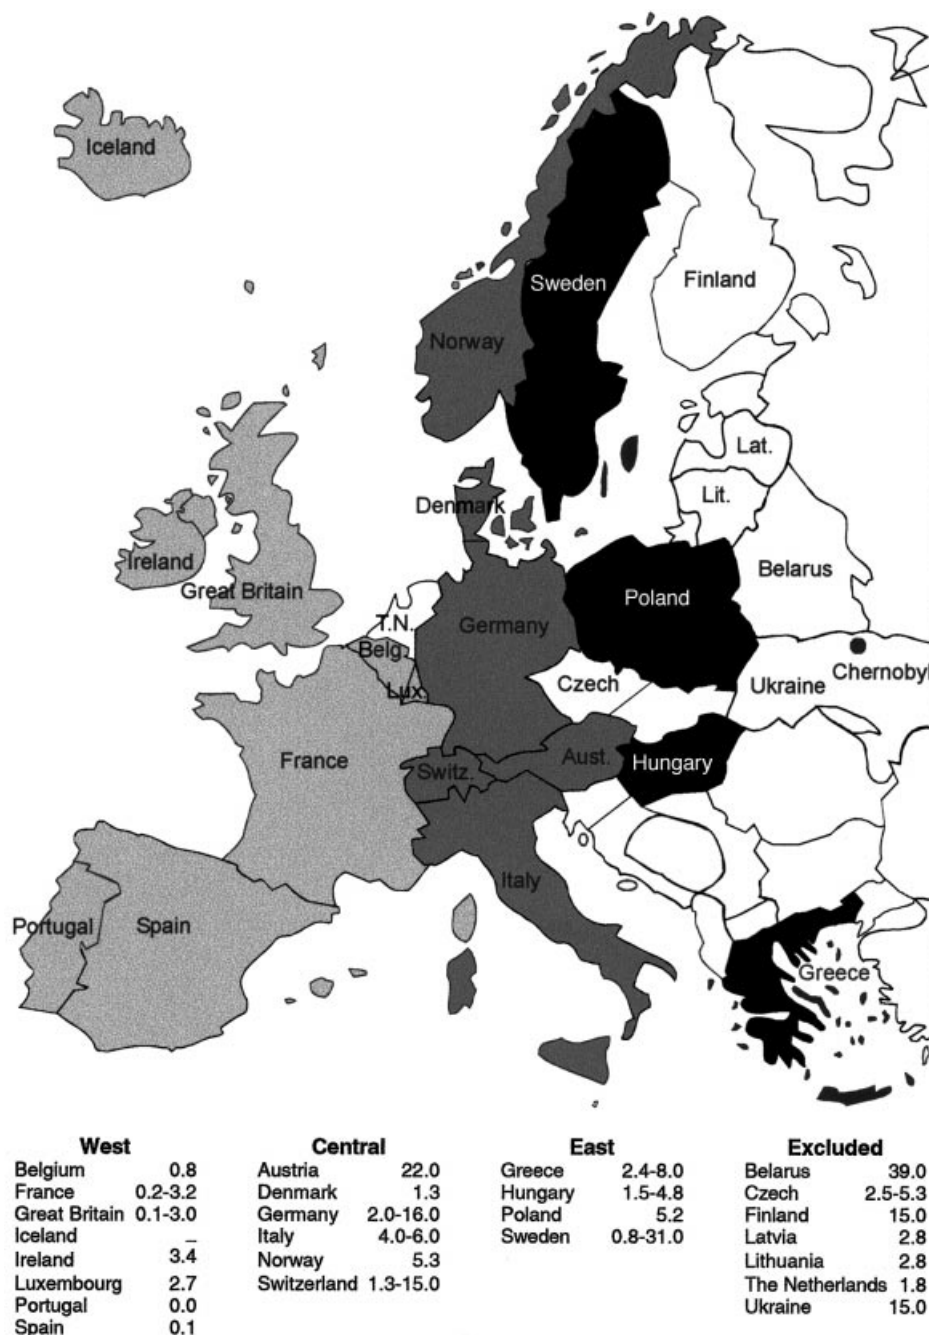 Iceland
Sweden
Finland
Norway
Lat.
Lit.
Denmark
Ireland
Great Britain
Belarus
Poland
T.N.
Germany
Belg.
Chernobyl
Czech
Ukraine
Lux.
France
Switz.
Aust.
Hungary
Italy
Portugal
Spain
Greece
West
Belgium 0.8
France 0.2-3.2
Great Britain 0.1-3.0
Iceland –
Ireland 3.4
Luxembourg 2.7
Portugal 0.0
Spain 0.1
Central
Austria 22.0
Denmark 1.3
Germany 2.0-16.0
Italy 4.0-6.0
Norway 5.3
Switzerland 1.3-15.0
East
Greece 2.4-8.0
Hungary 1.5-4.8
Poland 5.2
Sweden 0.8-31.0
Excluded
Belarus 39.0
Czech 2.5-5.3
Finland 15.0
Latvia 2.8
Lithuania 2.8
The Netherlands 1.8
Ukraine 15.0